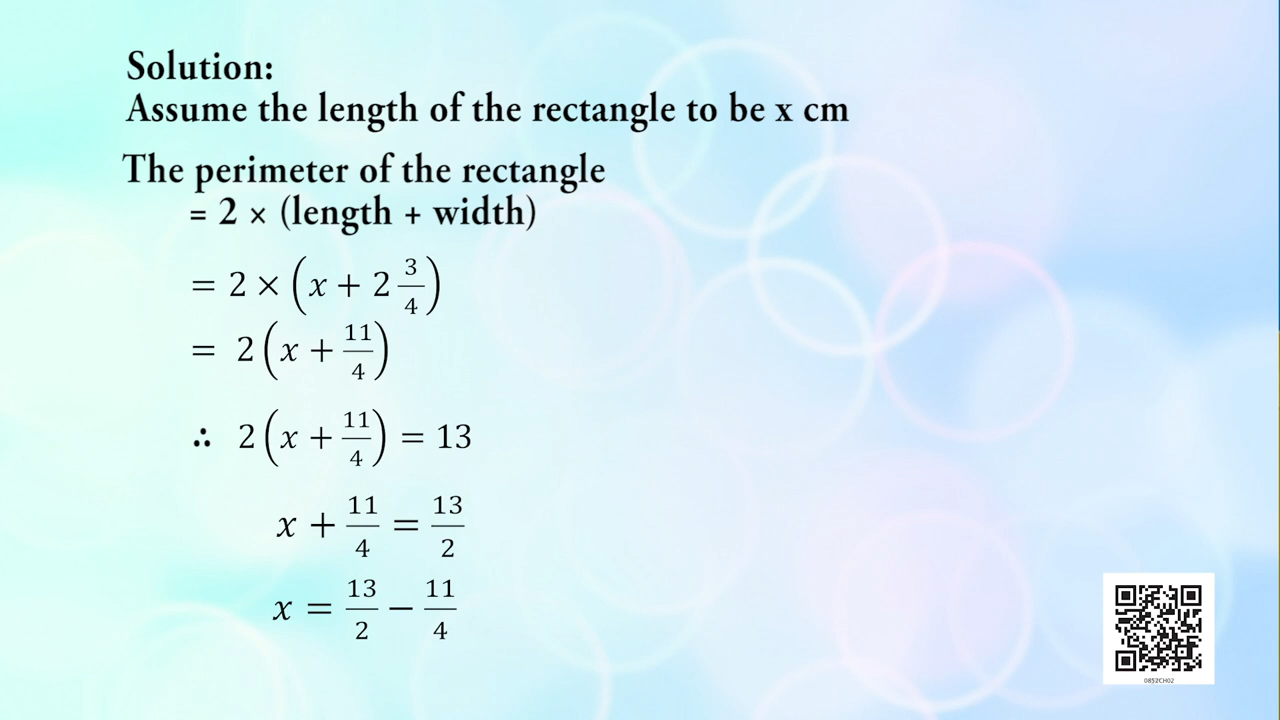 Solution:
Assume the length of the rectangle to be x cm
The perimeter of the rectangle
= 2 × (length + width)
= 2 × (x + 2 3/4)
= 2 (x + 11/4)
∴ 2 (x + 11/4) = 13
x + 11/4 = 13/2
x = 13/2 − 11/4
0852CH02